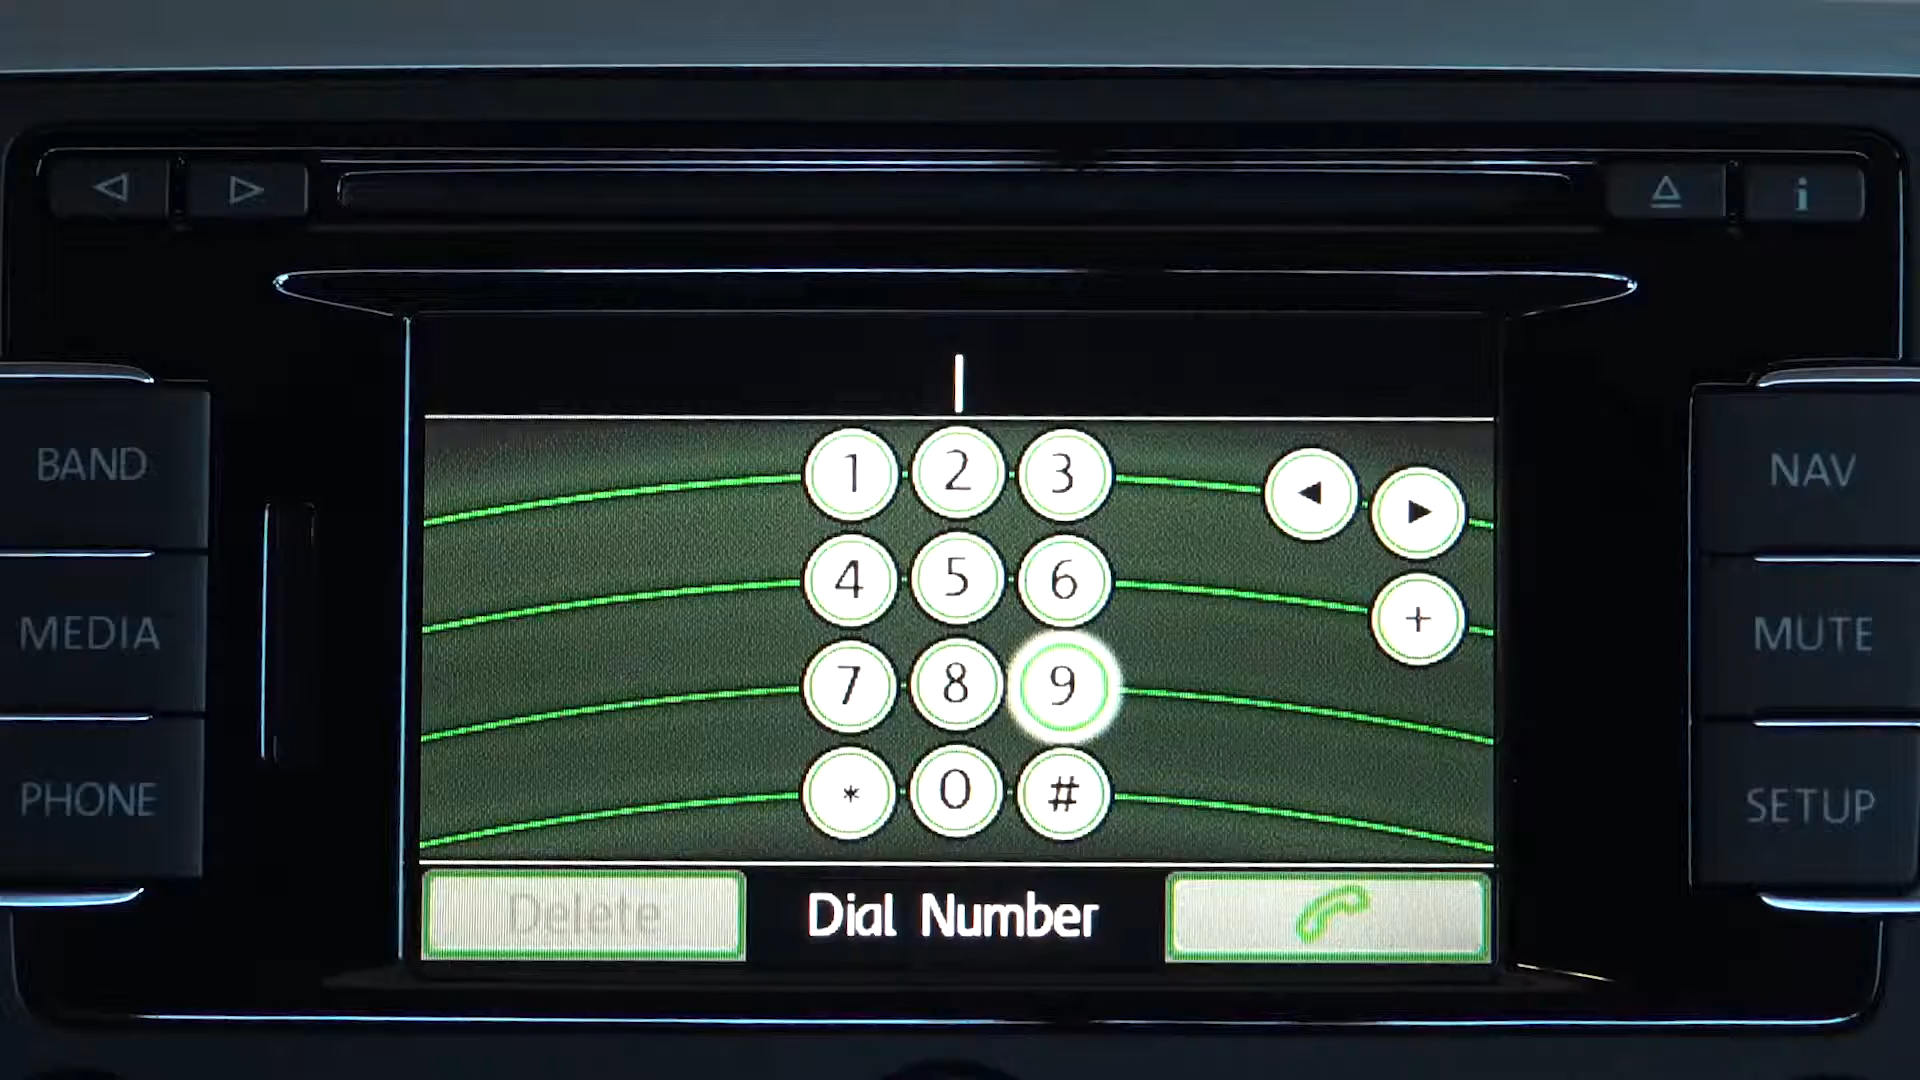 i
BAND
NAV
1 2 3
4 5 6
+
MEDIA
MUTE
7 8 9
* 0 #
PHONE
SETUP
Delete
Dial Number